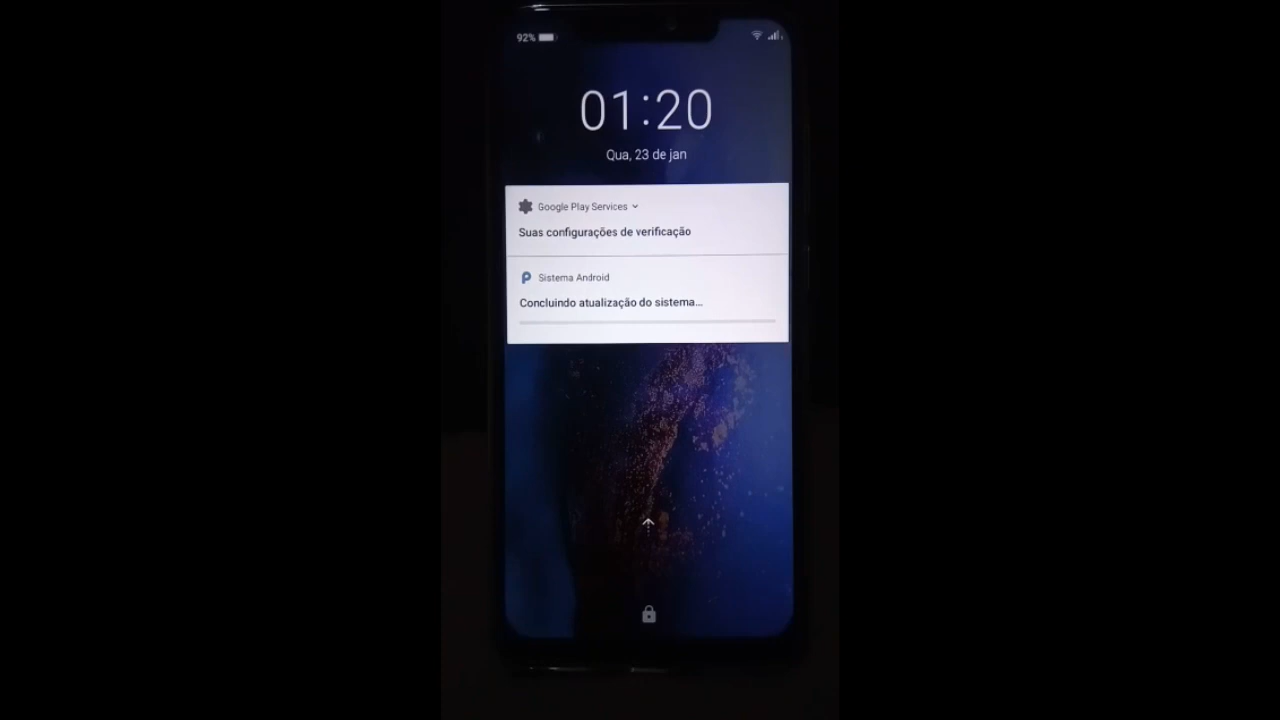 92%
01:20
Qua, 23 de jan
Google Play Services
Suas configurações de verificação
Sistema Android
Concluindo atualização do sistema...